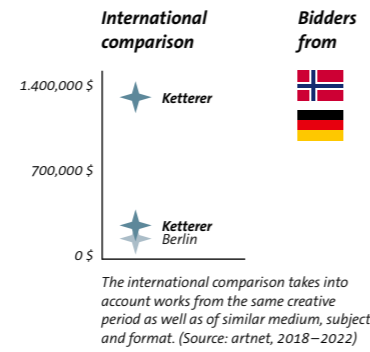 International
comparison
Bidders
from
1.400,000 $
Ketterer
700,000 $
Ketterer
Berlin
0 $
The international comparison takes into
account works from the same creative
period as well as of similar medium, subject
and format. (Source: artnet, 2018–2022)